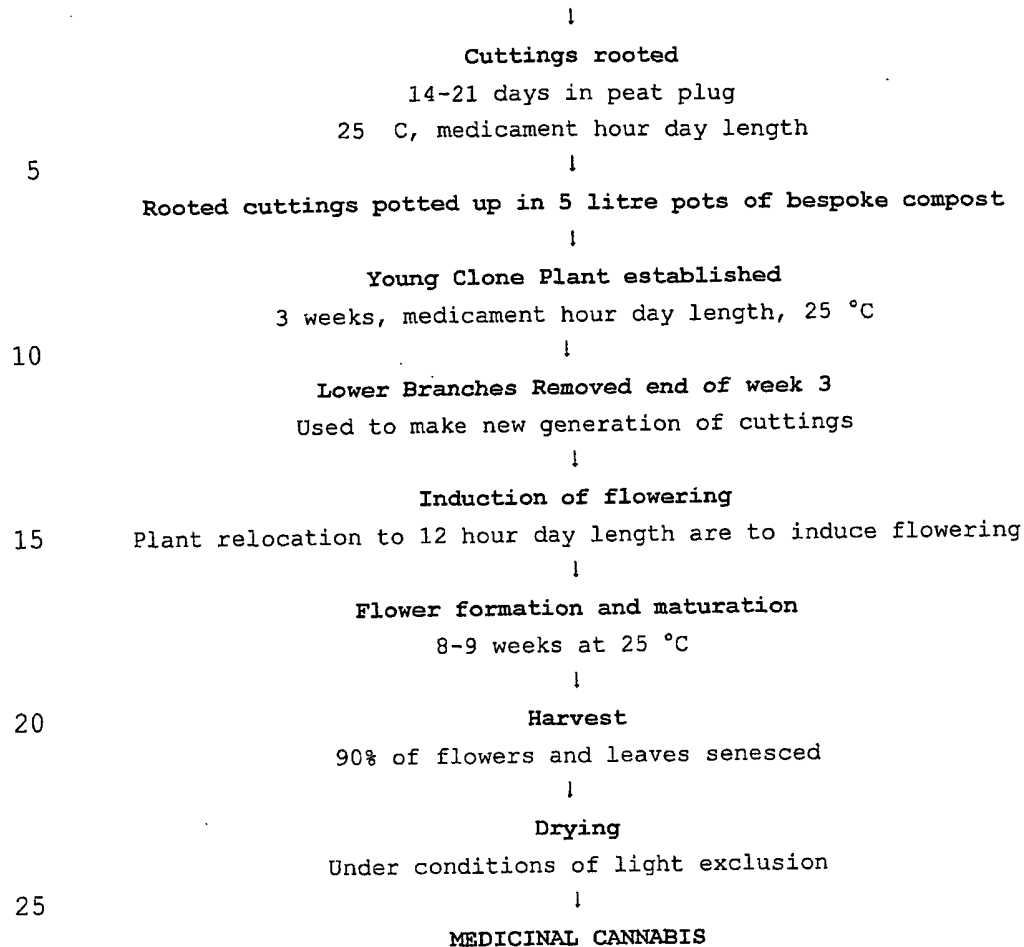 ↓
Cuttings rooted
14-21 days in peat plug
25 C, medicament hour day length
5
↓
Rooted cuttings potted up in 5 litre pots of bespoke compost
↓
Young Clone Plant established
3 weeks, medicament hour day length, 25 °C
10
↓
Lower Branches Removed end of week 3
Used to make new generation of cuttings
↓
Induction of flowering
15 Plant relocation to 12 hour day length are to induce flowering
↓
Flower formation and maturation
8-9 weeks at 25 °C
↓
20 Harvest
90% of flowers and leaves senesced
↓
Drying
Under conditions of light exclusion
25 ↓
MEDICINAL CANNABIS